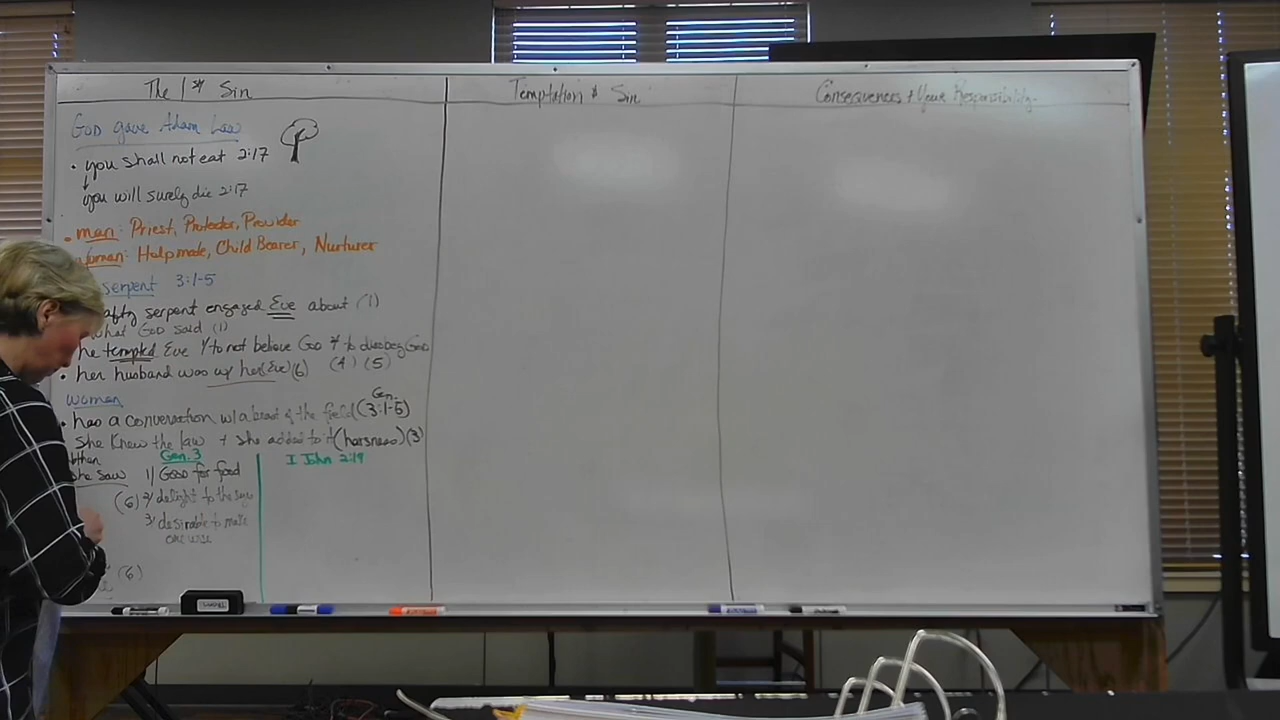 The 1st Sin
Temptation & Sin
Consequences + Your Responsibility
GOD gave Adam Law
• you shall not eat 2:17
you will surely die 2:17
• man: Priest, Protector, Provider
woman: Helpmate, Child Bearer, Nurturer
serpent 3:1-5
serpent engaged Eve about (1)
what GOD said (1)
he tempted Eve 1/ to not believe GOD 2/ to disobey GOD
(4) (5)
• her husband was w/ her (Eve) (6)
woman
Gen.
• has a conversation w/ a beast of the field (3:1-5)
she knew the law + she added to it (harsness) (3)
then
Gen. 3
I John 2:19
she saw 1/ GOOD for food
(6) 2/ delight to the eyes
3/ desirable to make
one wise
(6)